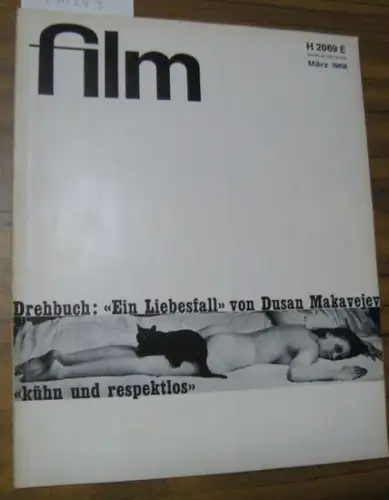 film
H 2069 E
März 1968
Drehbuch: «Ein Liebesfall» von Dusan Makavejev
«kühn und respektlos»